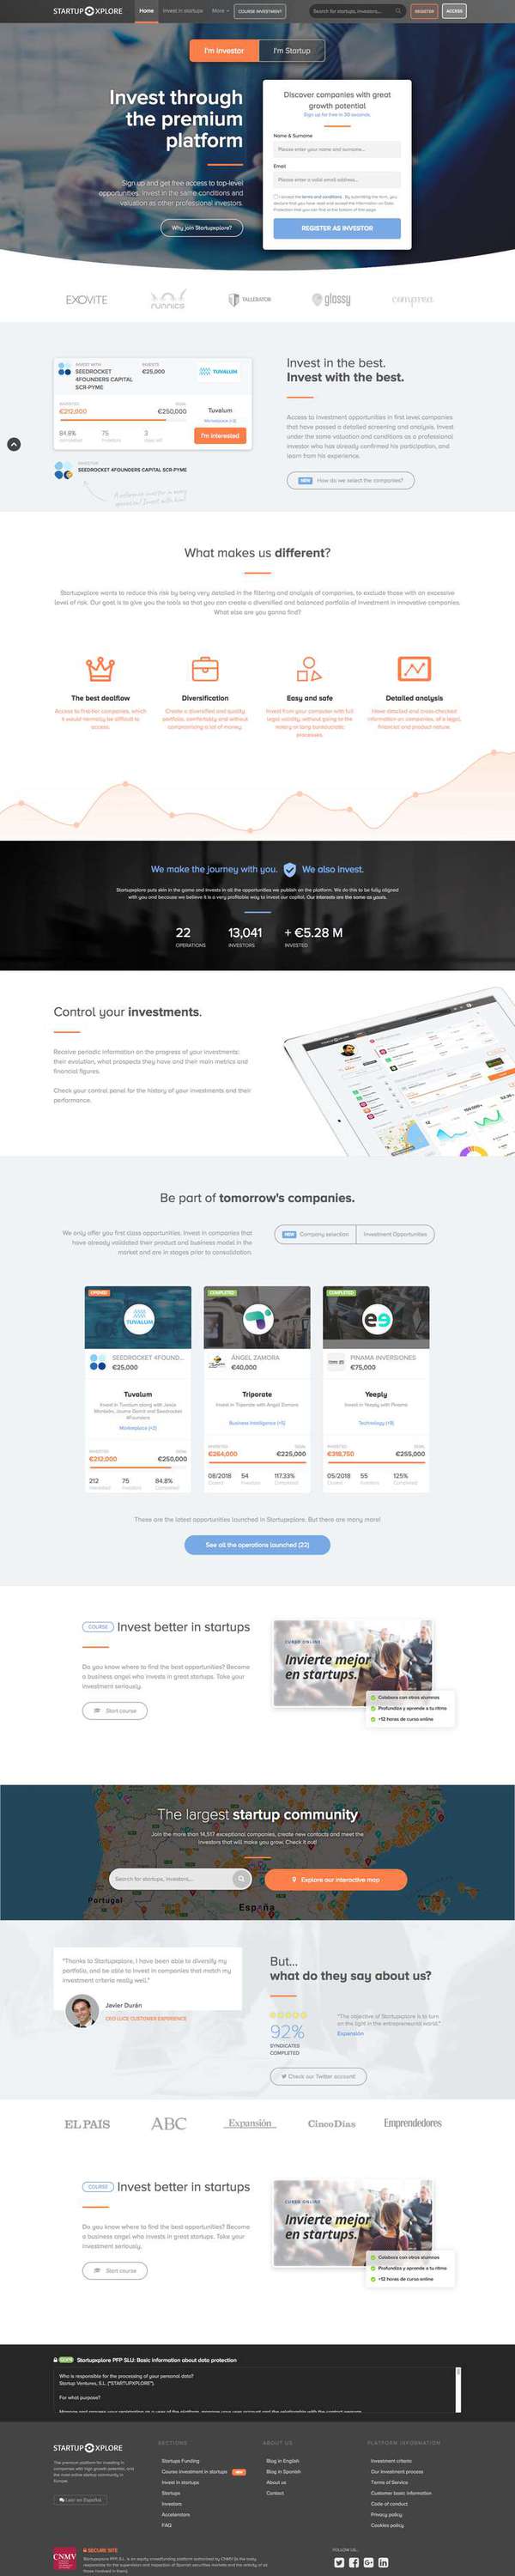 STARTUPXPLORE Home Invest in startups More COURSE INVESTMENT Search for startups, investors... REGISTER ACCESS
I'm Investor I'm Startup
Invest through
the premium
platform
Sign up and get free access to top-level
opportunities. Invest in the same conditions and
valuation as other professional investors.
Why join Startupxplore?
Discover companies with great
growth potential
Sign up for free in 30 seconds
Name & Surname
Please enter your name and surname...
Email
Please enter a valid email address...
REGISTER AS INVESTOR
EXOVITE runnics TALLERATOR glossy comprea
INVEST WITH
SEEDROCKET
4FOUNDERS CAPITAL
SCR-PYME
INVESTS
€25,000
TUVALUM
INVESTED
€212,000
GOAL
€250,000
Tuvalum
Marketplace (+2)
84.8% 75 3
I'm interested
SEEDROCKET 4FOUNDERS CAPITAL SCR-PYME
Invest in the best.
Invest with the best.
Access to investment opportunities in first level companies
that have passed a detailed screening and analysis. Invest
under the same valuation and conditions as a professional
investor who has already confirmed his participation, and
learn from his experience.
NEW How do we select the companies?
What makes us different?
Startupxplore wants to reduce this risk by being very detailed in the filtering and analysis of companies, to exclude those with an excessive
level of risk. Our goal is to give you the tools so that you can create a diversified and balanced portfolio of investment in innovative companies.
What else are you gonna find?
The best dealflow
Access to first-tier companies, which
it would normally be difficult to
access.
Diversification
Create a diversified and quality
portfolio, comfortably and without
compromising a lot of money.
Easy and safe
Invest from your computer with full
legal validity, without going to the
notary or long bureaucratic
processes.
Detailed analysis
Have detailed and cross-checked
information on companies, of a legal,
financial and product nature.
We make the journey with you. We also invest.
Startupxplore puts skin in the game and invests in all the opportunities we publish on the platform. We do this to be fully aligned
with you and because we believe it is a very profitable way to invest our capital. Our interests are the same as yours.
22
OPERATIONS
13,041
INVESTORS
+ €5.28 M
INVESTED
Control your investments.
Receive periodic information on the progress of your investments:
their evolution, what prospects they have and their main metrics and
financial figures.
Check your control panel for the history of your investments and their
performance.
Be part of tomorrow's companies.
We only offer you first class opportunities. Invest in companies that
have already validated their product and business model in the
market and are in stages prior to consolidation.
NEW Company selection Investment Opportunities
OPENED
TUVALUM
SEEDROCKET 4FOUND...
€25,000
Tuvalum
Invest in Tuvalum along with Jesús
Monleón, Jaume Gomà and Seedrocket
4Founders
Marketplace (+2)
INVESTED GOAL
€212,000 €250,000
212 75 84.8%
Interested Investors Completed
COMPLETED
ÁNGEL ZAMORA
€40,000
Triporate
Invest in Triporate with Ángel Zamora
Business Intelligence (+5)
INVESTED GOAL
€264,000 €225,000
08/2018 54 117.33%
Closed Investors Completed
COMPLETED
PINAMA INVERSIONES
€75,000
Yeeply
Invest in Yeeply with Pinama
Technology (+8)
INVESTED GOAL
€318,750 €255,000
05/2018 55 125%
Closed Investors Completed
These are the latest opportunities launched in Startupxplore. But there are many more!
See all the operations launched (22)
COURSE Invest better in startups
Do you know where to find the best opportunities? Become
a business angel who invests in great startups. Take your
investment seriously.
Start course
CURSO ONLINE
Invierte mejor
en startups.
Colabora con otros alumnos
Profundiza y aprende a tu ritmo
+12 horas de curso online
The largest startup community
Join the more than 14,517 exceptional companies, create new contacts and meet the
investors that will make you grow. Check it out!
Search for startups, investors...
Explore our interactive map
Portugal
España
"Thanks to Startupxplore, I have been able to diversify my
portfolio, and be able to invest in companies that match my
investment criteria really well."
Javier Durán
But...
what do they say about us?
92%
SYNDICATES
COMPLETED
"The objective of Startupxplore is to turn
on the light in the entrepreneurial world."
Expansión
Check our Twitter account!
EL PAIS ABC Expansión CincoDías Emprendedores
COURSE Invest better in startups
Do you know where to find the best opportunities? Become
a business angel who invests in great startups. Take your
investment seriously.
Start course
CURSO ONLINE
Invierte mejor
en startups.
Colabora con otros alumnos
Profundiza y aprende a tu ritmo
+12 horas de curso online
GDPR Startupxplore PFP SLU: Basic information about data protection
Who is responsible for the processing of your personal data?
Startup Ventures, S.L. ("STARTUPXPLORE").
For what purpose?
STARTUPXPLORE
Leer en Español
SECTIONS
Startups Funding
Course investment in startups NEW
Invest in startups
Startups
Investors
Accelerators
FAQ
ABOUT US
Blog in English
Blog in Spanish
About us
Contact
PLATFORM INFORMATION
Investment criteria
Our investment process
Terms of Service
Customer basic information
Code of conduct
Privacy policy
Cookies policy
CNMV
SECURE SITE
FOLLOW US...